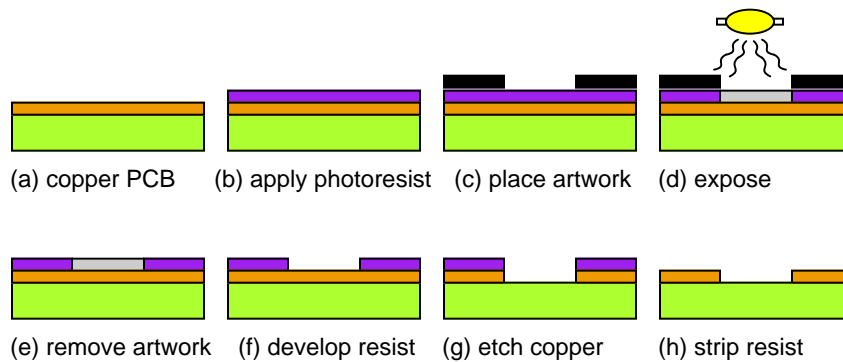 (a) copper PCB
(b) apply photoresist
(c) place artwork
(d) expose
(e) remove artwork
(f) develop resist
(g) etch copper
(h) strip resist